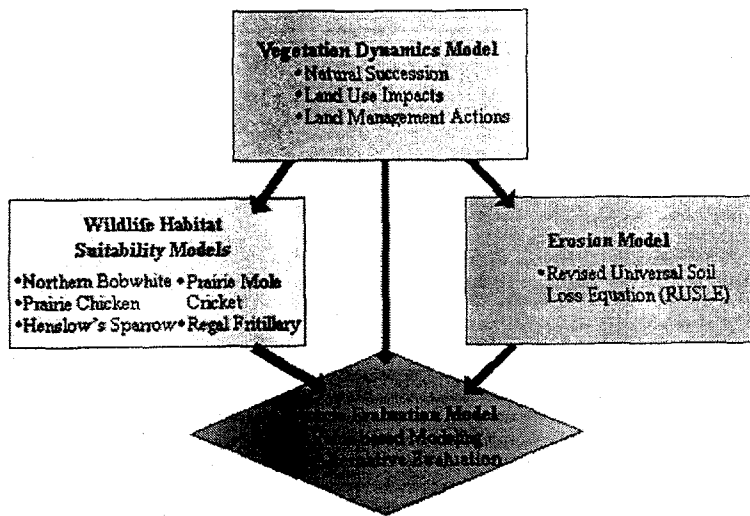 Vegetation Dynamics Model
•Natural Succession
•Land Use Impacts
•Land Management Actions
Wildlife Habitat
Suitability Models
•Northern Bobwhite
•Prairie Chicken
•Henslow's Sparrow
•Prairie Mole
Cricket
•Regal Fritillary
Erosion Model
•Revised Universal Soil
Loss Equation (RUSLE)
Evaluation Model
Modeling
Evaluation